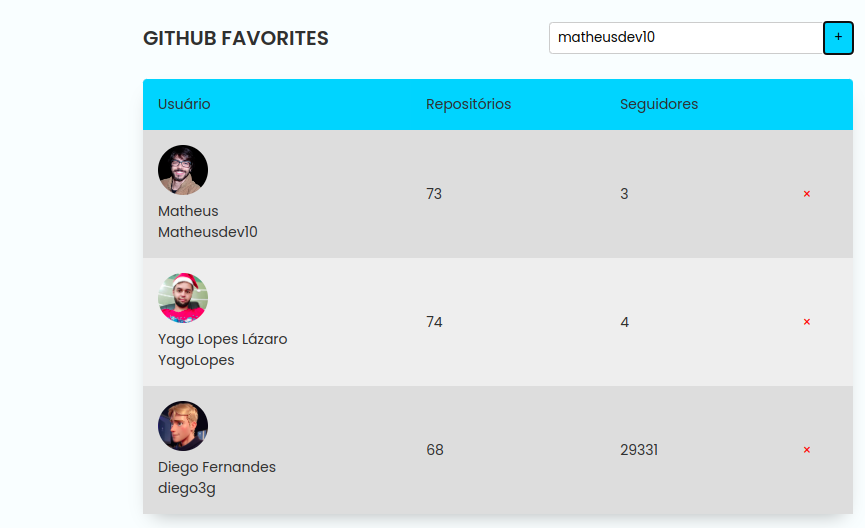 GITHUB FAVORITES
matheusdev10 +
Usuário Repositórios Seguidores
Matheus
Matheusdev10
73 3 ×
Yago Lopes Lázaro
YagoLopes
74 4 ×
Diego Fernandes
diego3g
68 29331 ×